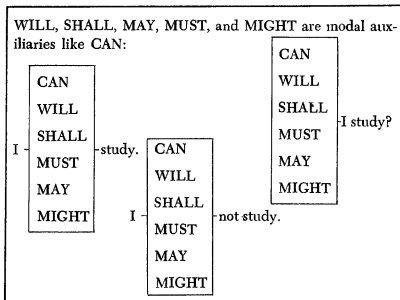 WILL, SHALL, MAY, MUST, and MIGHT are modal aux-
iliaries like CAN:
I
CAN
WILL
SHALL
MUST
MAY
MIGHT
study.
I
CAN
WILL
SHALL
MUST
MAY
MIGHT
not study.
CAN
WILL
SHALL
MUST
MAY
MIGHT
I study?